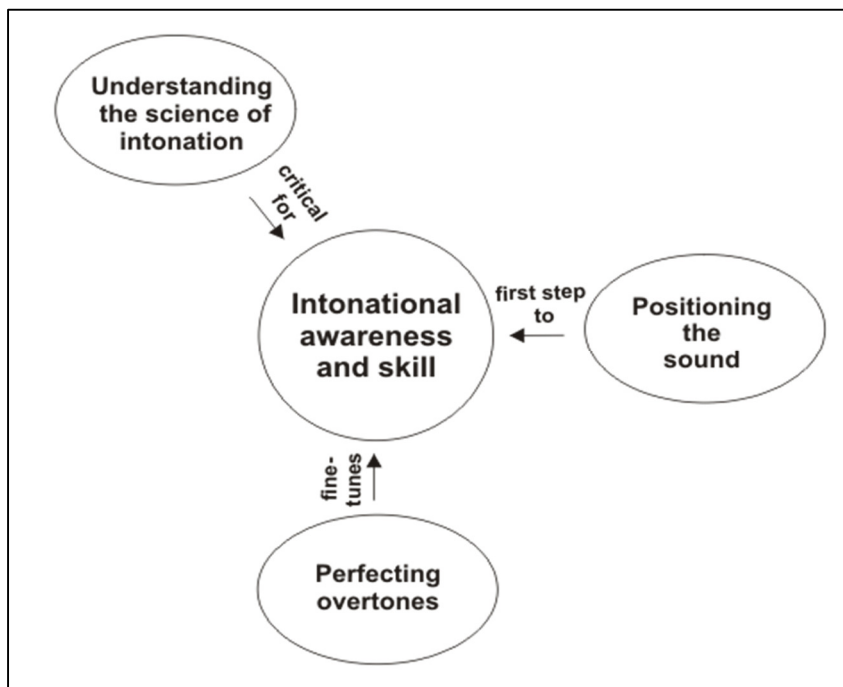 Understanding
the science of
intonation
critical
for
Intonational
awareness
and skill
first step
to
Positioning
the
sound
fine-
tunes
Perfecting
overtones